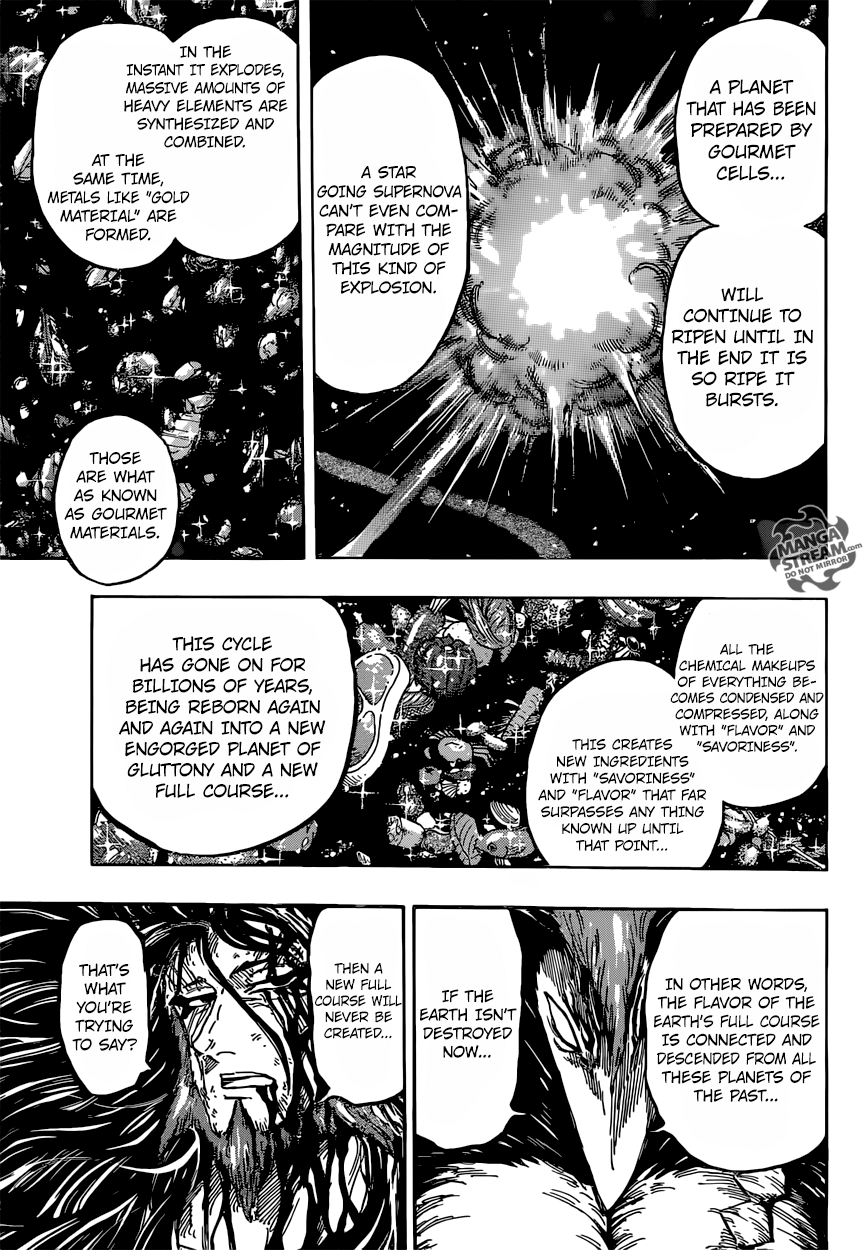 A PLANET
THAT HAS BEEN
PREPARED BY
GOURMET
CELLS...
WILL
CONTINUE TO
RIPEN UNTIL IN
THE END IT IS
SO RIPE IT
BURSTS.
A STAR
GOING SUPERNOVA
CAN'T EVEN COM-
PARE WITH THE
MAGNITUDE OF
THIS KIND OF
EXPLOSION.
IN THE
INSTANT IT EXPLODES,
MASSIVE AMOUNTS OF
HEAVY ELEMENTS ARE
SYNTHESIZED AND
COMBINED.
AT THE
SAME TIME,
METALS LIKE "GOLD
MATERIAL" ARE
FORMED.
THOSE
ARE WHAT
AS KNOWN
AS GOURMET
MATERIALS.
MANGA
STREAM.com
DO NOT MIRROR
ALL THE
CHEMICAL MAKEUPS
OF EVERYTHING BE-
COMES CONDENSED AND
COMPRESSED, ALONG
WITH "FLAVOR" AND
"SAVORINESS".
THIS CREATES
NEW INGREDIENTS
WITH "SAVORINESS"
AND "FLAVOR" THAT FAR
SURPASSES ANY THING
KNOWN UP UNTIL
THAT POINT...
THIS CYCLE
HAS GONE ON FOR
BILLIONS OF YEARS,
BEING REBORN AGAIN
AND AGAIN INTO A NEW
ENGORGED PLANET OF
GLUTTONY AND A NEW
FULL COURSE...
IN OTHER WORDS,
THE FLAVOR OF THE
EARTH'S FULL COURSE
IS CONNECTED AND
DESCENDED FROM ALL
THESE PLANETS OF
THE PAST...
IF THE
EARTH ISN'T
DESTROYED
NOW...
THEN A
NEW FULL
COURSE WILL
NEVER BE
CREATED...
THAT'S
WHAT
YOU'RE
TRYING
TO SAY?